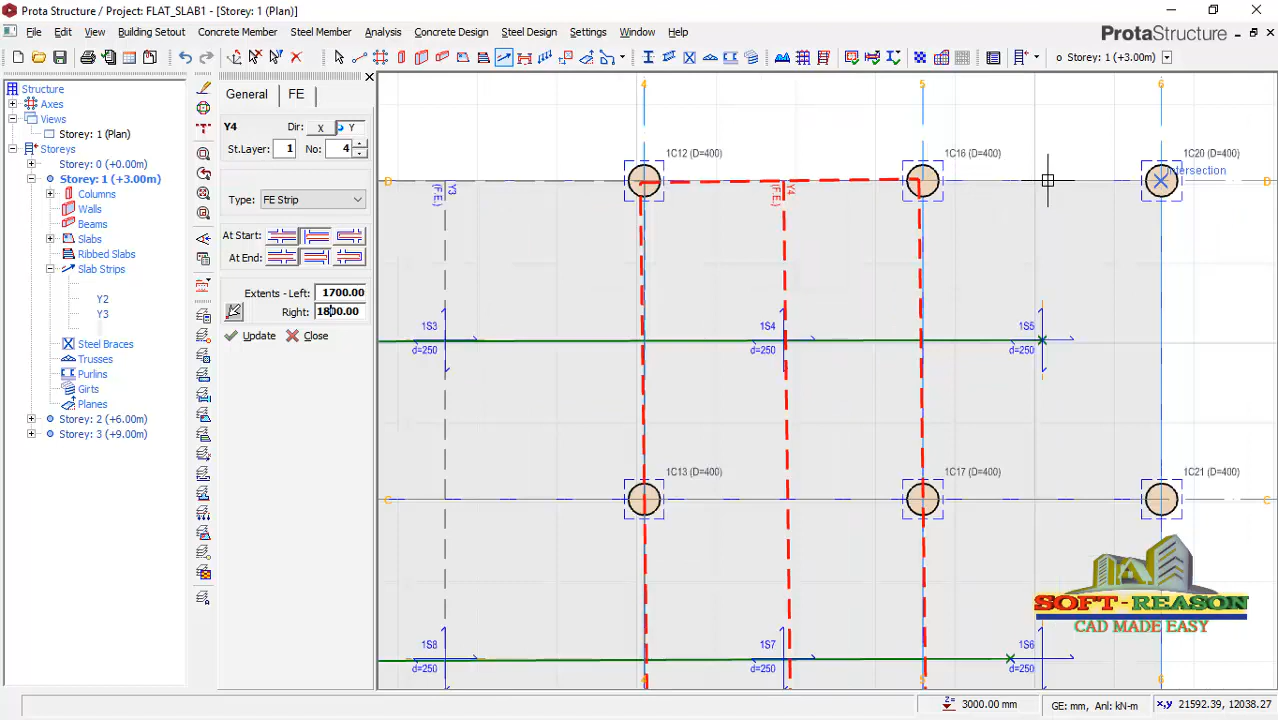 Prota Structure / Project: FLAT_SLAB1 - [Storey: 1 (Plan)]
File Edit View Building Setout Concrete Member Steel Member Analysis Concrete Design Steel Design Settings Window Help
ProtaStructure
Storey: 1 (+3.00m)
Structure
Axes
Views
Storey: 1 (Plan)
Storeys
Storey: 0 (+0.00m)
Storey: 1 (+3.00m)
Columns
Walls
Beams
Slabs
Ribbed Slabs
Slab Strips
Y2
Y3
Steel Braces
Trusses
Purlins
Girts
Planes
Storey: 2 (+6.00m)
Storey: 3 (+9.00m)
General FE
Y4 Dir: X Y
St.Layer: 1 No: 4
Type: FE Strip
At Start:
At End:
Extents - Left: 1700.00
Right: 1800.00
Update Close
4 5 6
1C12 (D=400) 1C16 (D=400) 1C20 (D=400)
Intersection
D D
Y3 (F.E.) Y4 (F.E.)
1S3 1S4 1S5
d=250 d=250 d=250
1C13 (D=400) 1C17 (D=400) 1C21 (D=400)
C C
SOFT-REASON
CAD MADE EASY
1S8 1S7 1S6
d=250 d=250 d=250
4 5 6
Z= 3000.00 mm GE: mm, Anl: kN-m x,y 21592.39, 12038.27